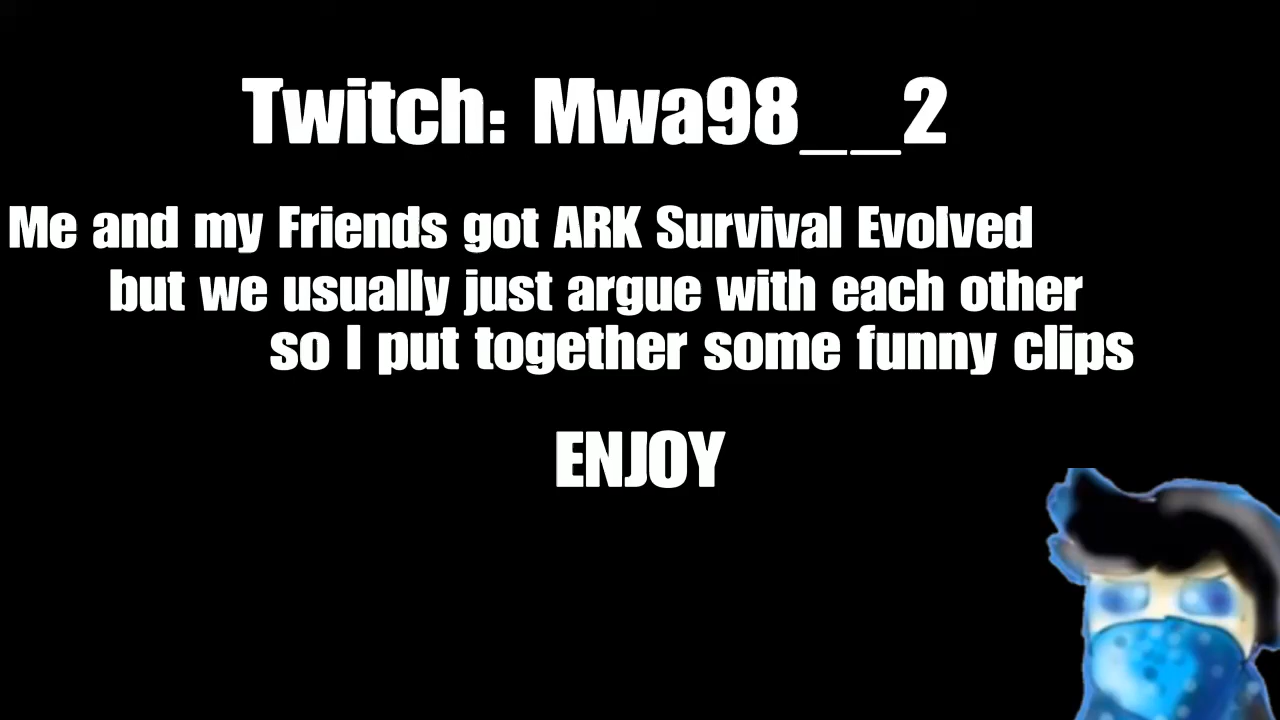 Twitch: Mwa98__2
Me and my Friends got ARK Survival Evolved
but we usually just argue with each other
so I put together some funny clips
ENJOY